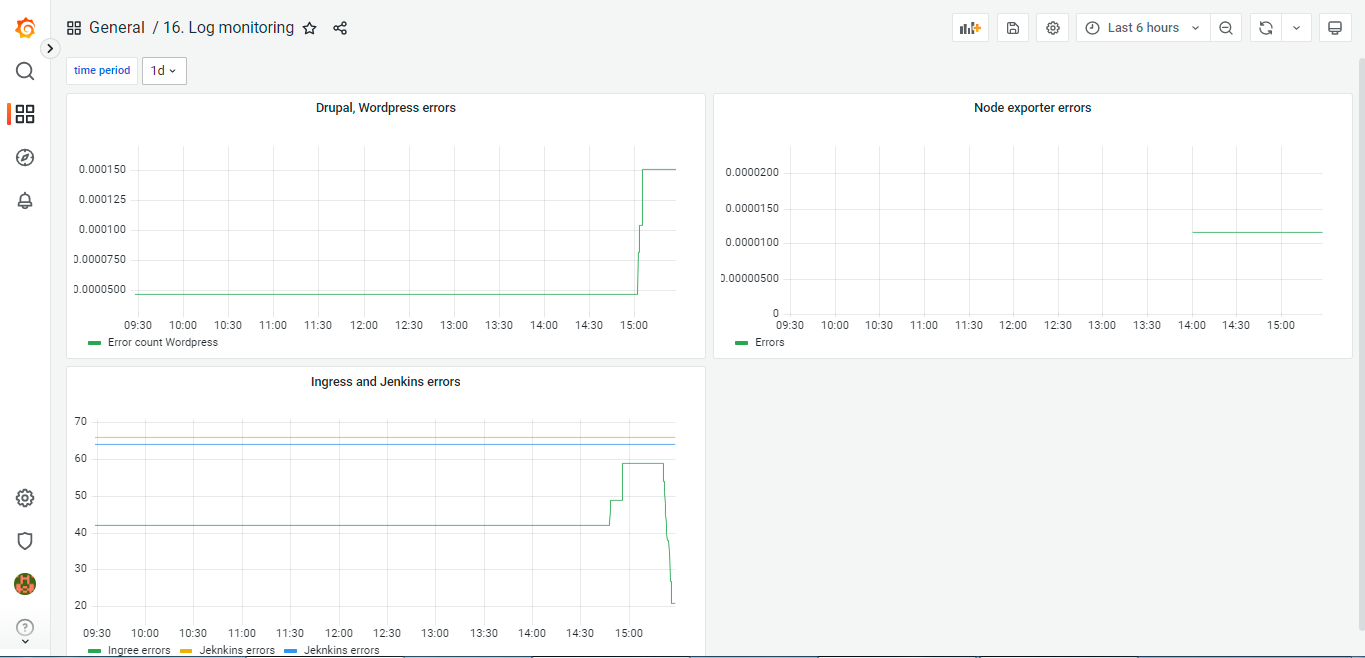 General / 16. Log monitoring
Last 6 hours
time period 1d
Drupal, Wordpress errors
0.000150
0.000125
0.000100
0.0000750
0.0000500
09:30 10:00 10:30 11:00 11:30 12:00 12:30 13:00 13:30 14:00 14:30 15:00
Error count Wordpress
Node exporter errors
0.0000200
0.0000150
0.0000100
0.00000500
0
09:30 10:00 10:30 11:00 11:30 12:00 12:30 13:00 13:30 14:00 14:30 15:00
Errors
Ingress and Jenkins errors
70
60
50
40
30
20
09:30 10:00 10:30 11:00 11:30 12:00 12:30 13:00 13:30 14:00 14:30 15:00
Ingree errors Jeknkins errors Jeknkins errors